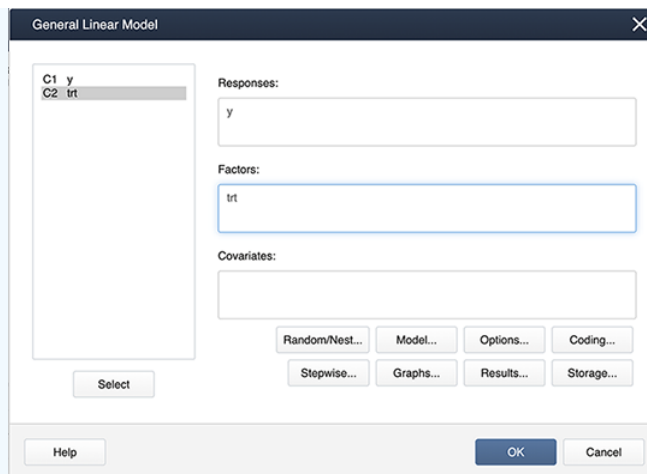 General Linear Model
C1 y
C2 trt
Responses:
y
Factors:
trt
Covariates:
Random/Nest... Model... Options... Coding...
Stepwise... Graphs... Results... Storage...
Select
Help OK Cancel